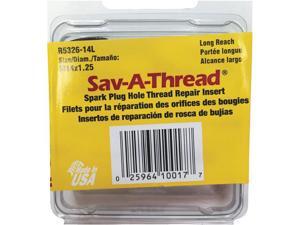 R5326-14L
Size/Diam./Tamaño:
M14x1.25
Long Reach
Portée longue
Alcance largo
Sav-A-Thread®
Spark Plug Hole Thread Repair Insert
Filets pour la réparation des orifices des bougies
Insertos de reparación de rosca de bujías
Made in
USA
0 25964 10017 7